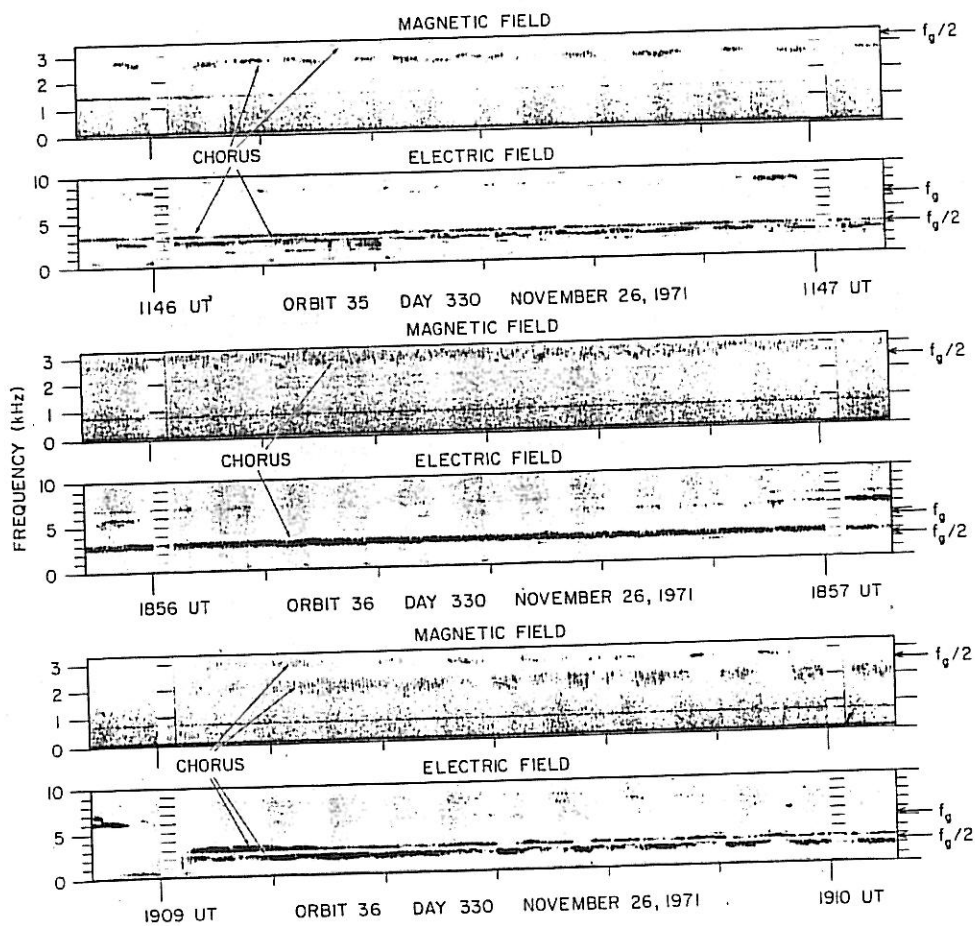 MAGNETIC FIELD
f_g/2
3
2
1
0
CHORUS
ELECTRIC FIELD
10
5
0
f_g
f_g/2
1146 UT
ORBIT 35 DAY 330 NOVEMBER 26, 1971
1147 UT
MAGNETIC FIELD
f_g/2
3
2
1
0
CHORUS
ELECTRIC FIELD
10
5
0
f_g
f_g/2
FREQUENCY (kHz)
1856 UT
ORBIT 36 DAY 330 NOVEMBER 26, 1971
1857 UT
MAGNETIC FIELD
f_g/2
3
2
1
0
CHORUS
ELECTRIC FIELD
10
5
0
f_g
f_g/2
1909 UT
ORBIT 36 DAY 330 NOVEMBER 26, 1971
1910 UT